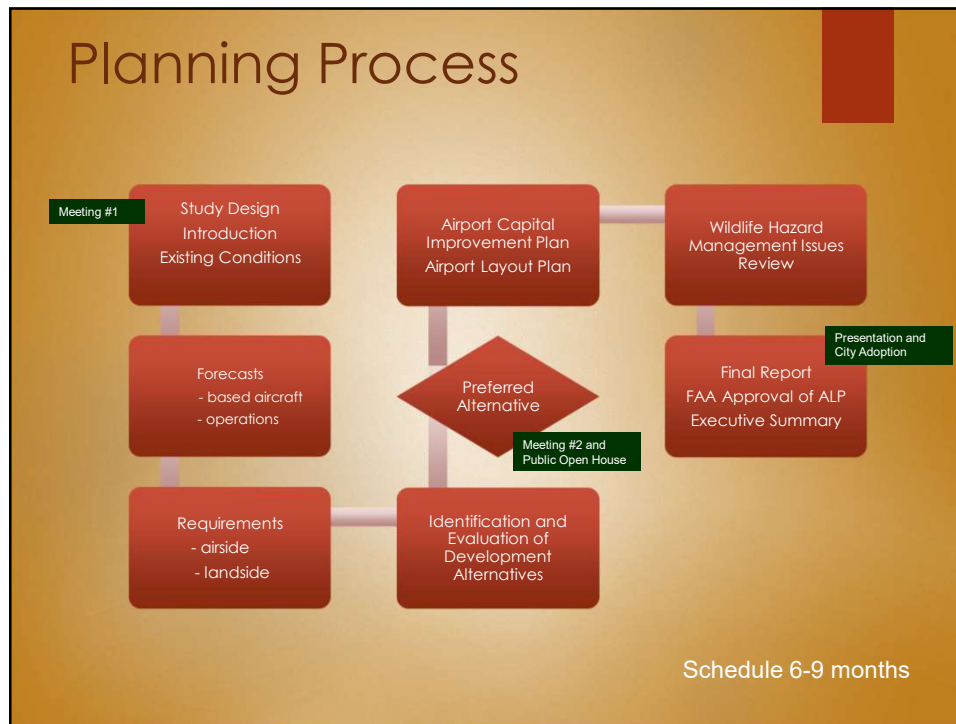 Planning Process
Meeting #1
Study Design
Introduction
Existing Conditions
Forecasts
- based aircraft
- operations
Requirements
- airside
- landside
Identification and
Evaluation of
Development
Alternatives
Preferred
Alternative
Meeting #2 and
Public Open House
Airport Capital
Improvement Plan
Airport Layout Plan
Wildlife Hazard
Management Issues
Review
Presentation and
City Adoption
Final Report
FAA Approval of ALP
Executive Summary
Schedule 6-9 months